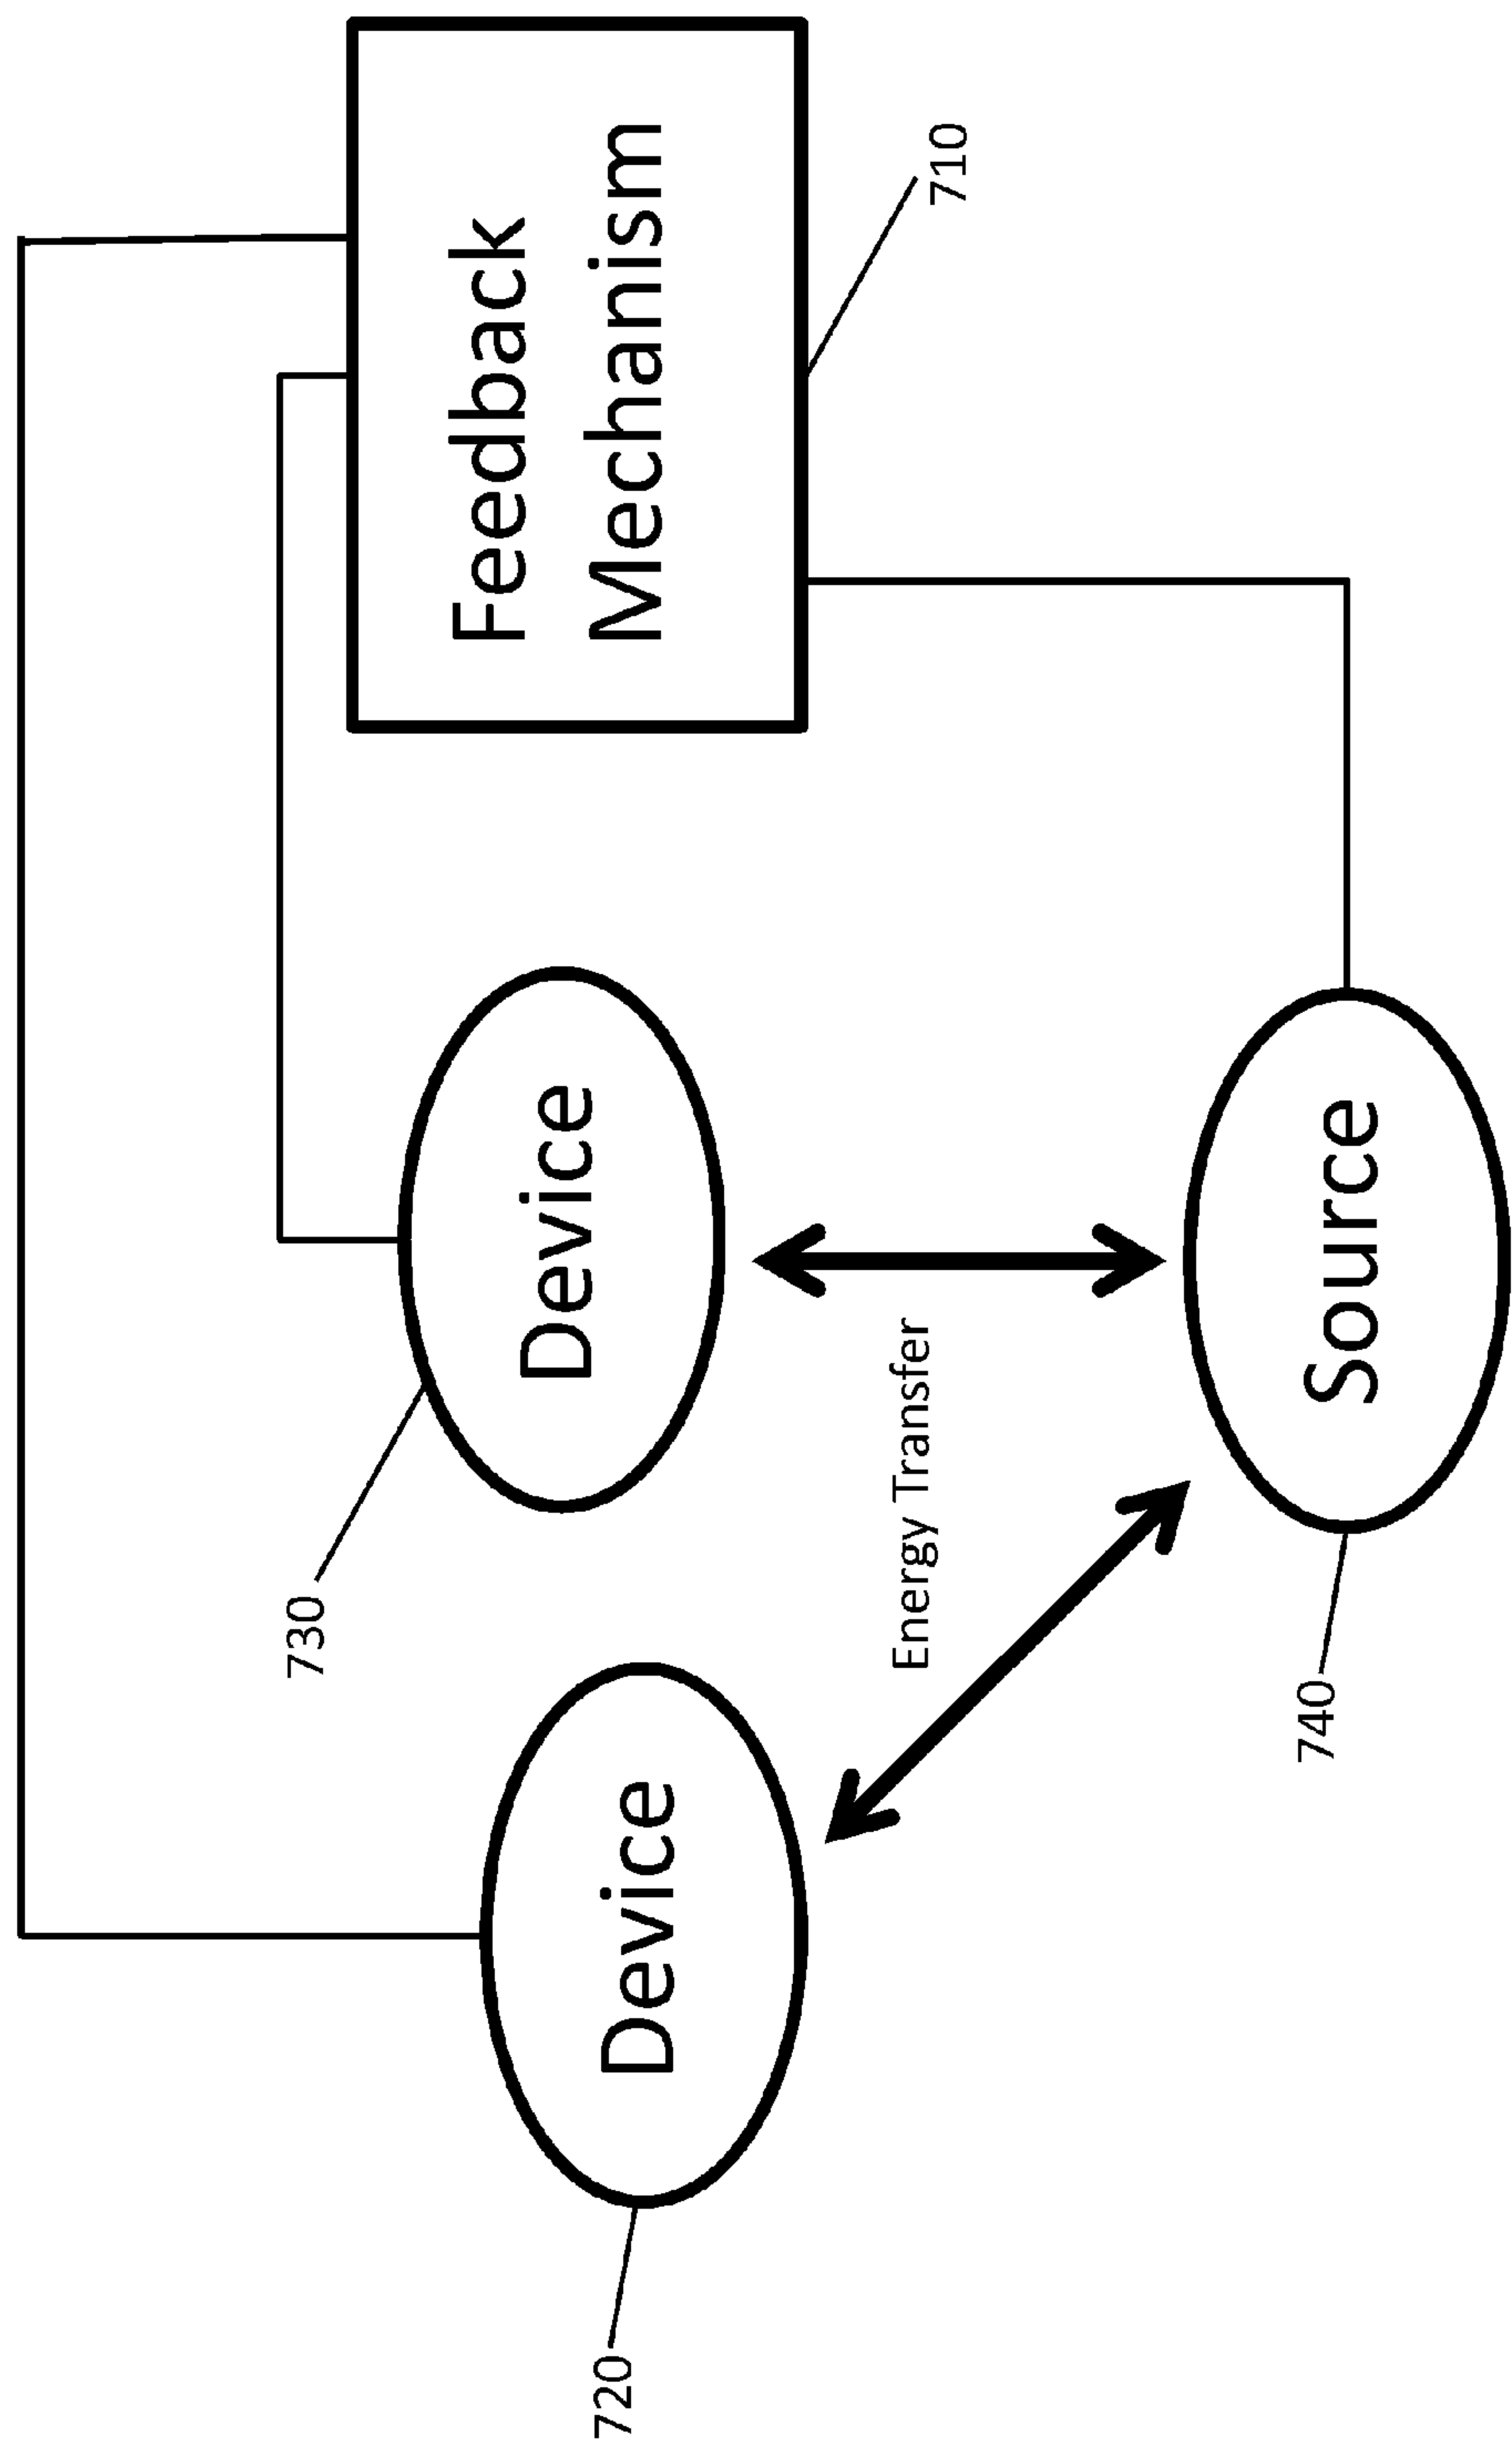 730
Device
Feedback
Mechanism
720
Device
Energy Transfer
710
740
Source